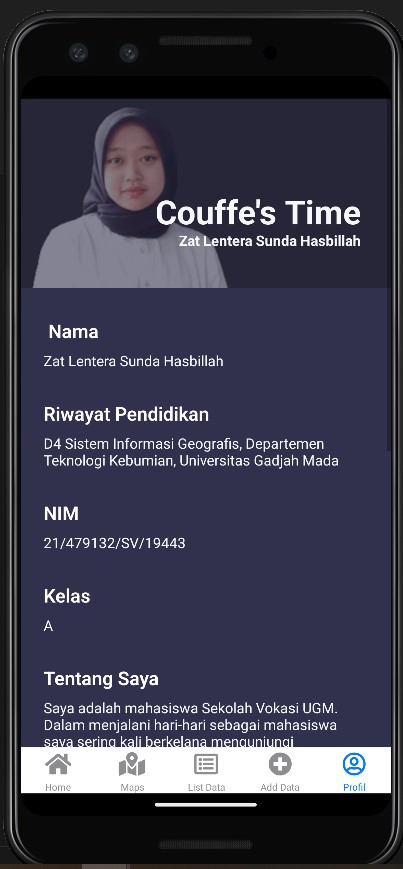 Couffe's Time
Zat Lentera Sunda Hasbillah
Nama
Zat Lentera Sunda Hasbillah
Riwayat Pendidikan
D4 Sistem Informasi Geografis, Departemen
Teknologi Kebumian, Universitas Gadjah Mada
NIM
21/479132/SV/19443
Kelas
A
Tentang Saya
Saya adalah mahasiswa Sekolah Vokasi UGM.
Dalam menjalani hari-hari sebagai mahasiswa
saya sering kali berkelana mengunjungi
Home Maps List Data Add Data Profil